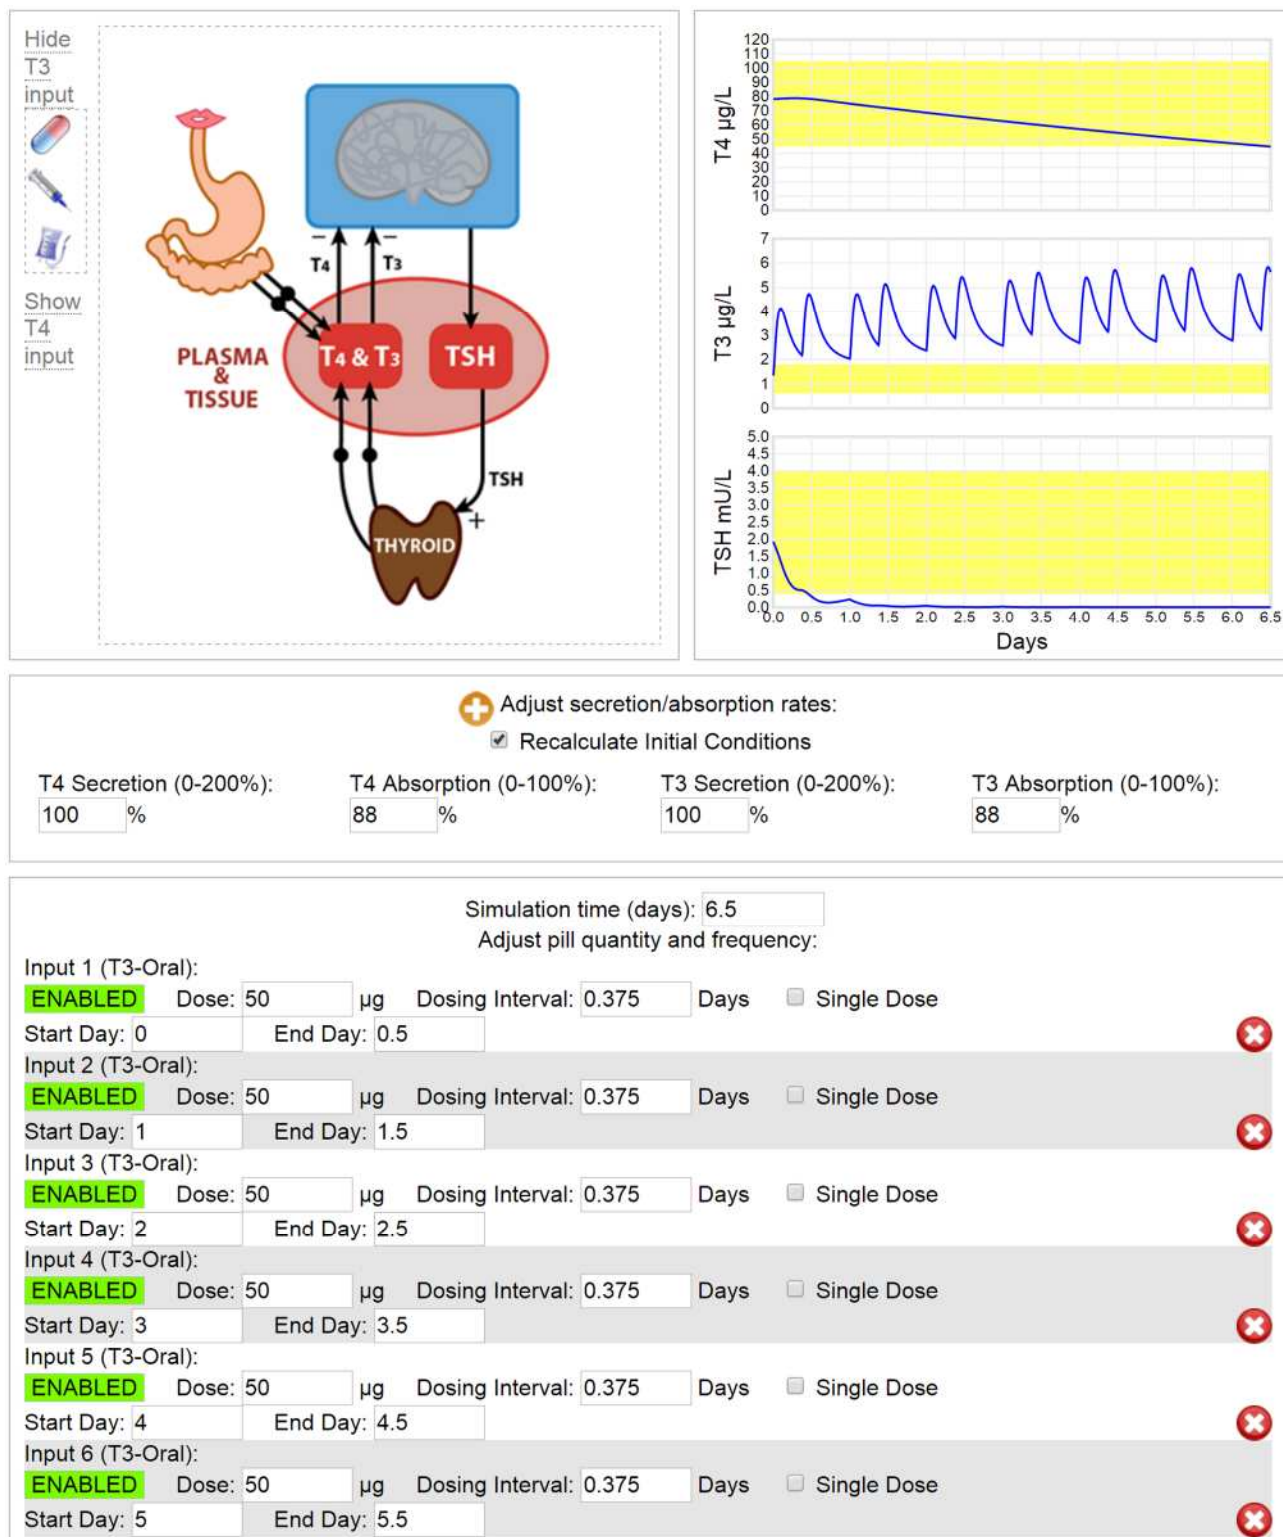 Hide
T3
input
Show
T4
input
T4
T3
PLASMA
&
TISSUE
T4 & T3
TSH
TSH
+
THYROID
T4 µg/L
120
110
100
90
80
70
60
50
40
30
20
10
0
T3 µg/L
7
6
5
4
3
2
1
0
TSH mU/L
5.0
4.5
4.0
3.5
3.0
2.5
2.0
1.5
1.0
0.5
0.0
0.0 0.5 1.0 1.5 2.0 2.5 3.0 3.5 4.0 4.5 5.0 5.5 6.0 6.5
Days
Adjust secretion/absorption rates:
Recalculate Initial Conditions
T4 Secretion (0-200%): T4 Absorption (0-100%): T3 Secretion (0-200%): T3 Absorption (0-100%):
100 % 88 % 100 % 88 %
Simulation time (days): 6.5
Adjust pill quantity and frequency:
Input 1 (T3-Oral):
ENABLED Dose: 50 µg Dosing Interval: 0.375 Days Single Dose
Start Day: 0 End Day: 0.5
Input 2 (T3-Oral):
ENABLED Dose: 50 µg Dosing Interval: 0.375 Days Single Dose
Start Day: 1 End Day: 1.5
Input 3 (T3-Oral):
ENABLED Dose: 50 µg Dosing Interval: 0.375 Days Single Dose
Start Day: 2 End Day: 2.5
Input 4 (T3-Oral):
ENABLED Dose: 50 µg Dosing Interval: 0.375 Days Single Dose
Start Day: 3 End Day: 3.5
Input 5 (T3-Oral):
ENABLED Dose: 50 µg Dosing Interval: 0.375 Days Single Dose
Start Day: 4 End Day: 4.5
Input 6 (T3-Oral):
ENABLED Dose: 50 µg Dosing Interval: 0.375 Days Single Dose
Start Day: 5 End Day: 5.5